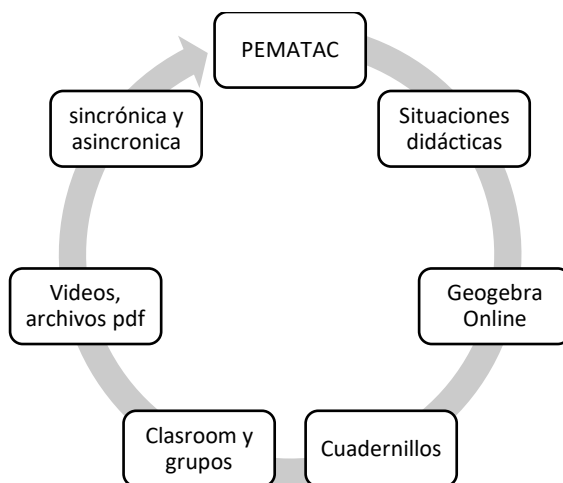 PEMATAC
Situaciones
didácticas
Geogebra
Online
Cuadernillos
Clasroom y
grupos
Videos,
archivos pdf
sincrónica y
asincronica